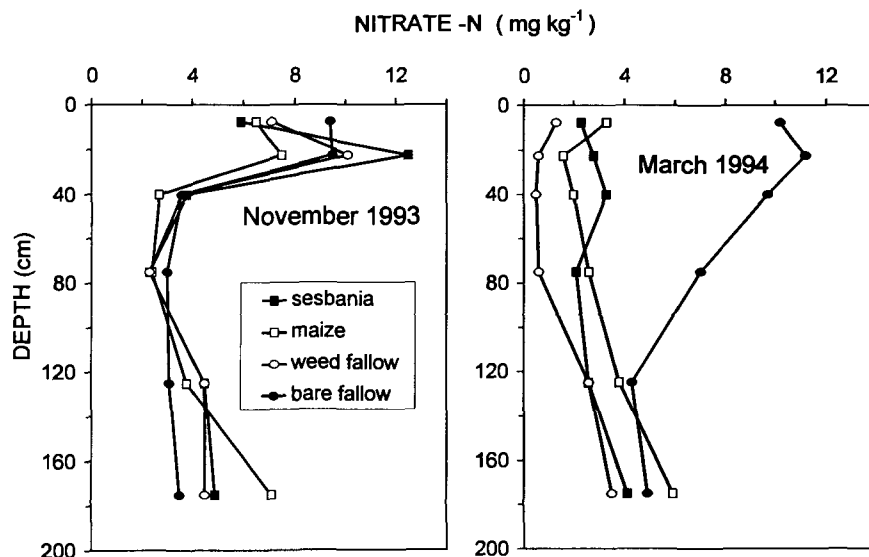 NITRATE -N ( mg kg⁻¹)
0 4 8 12 0 4 8 12
0 0
40 40
November 1993 March 1994
80 80
DEPTH (cm)
sesbania
maize
weed fallow
bare fallow
120 120
160 160
200 200